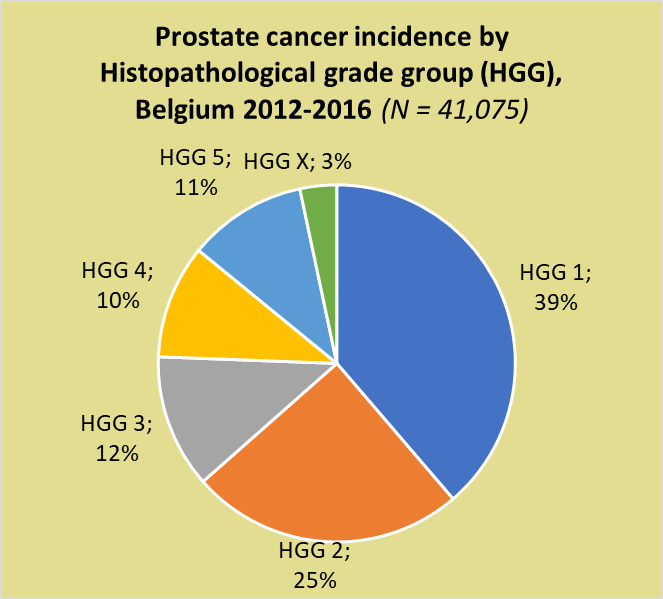 Prostate cancer incidence by
Histopathological grade group (HGG),
Belgium 2012-2016 (N = 41,075)
HGG 5;
11%
HGG X; 3%
HGG 1;
39%
HGG 4;
10%
HGG 3;
12%
HGG 2;
25%